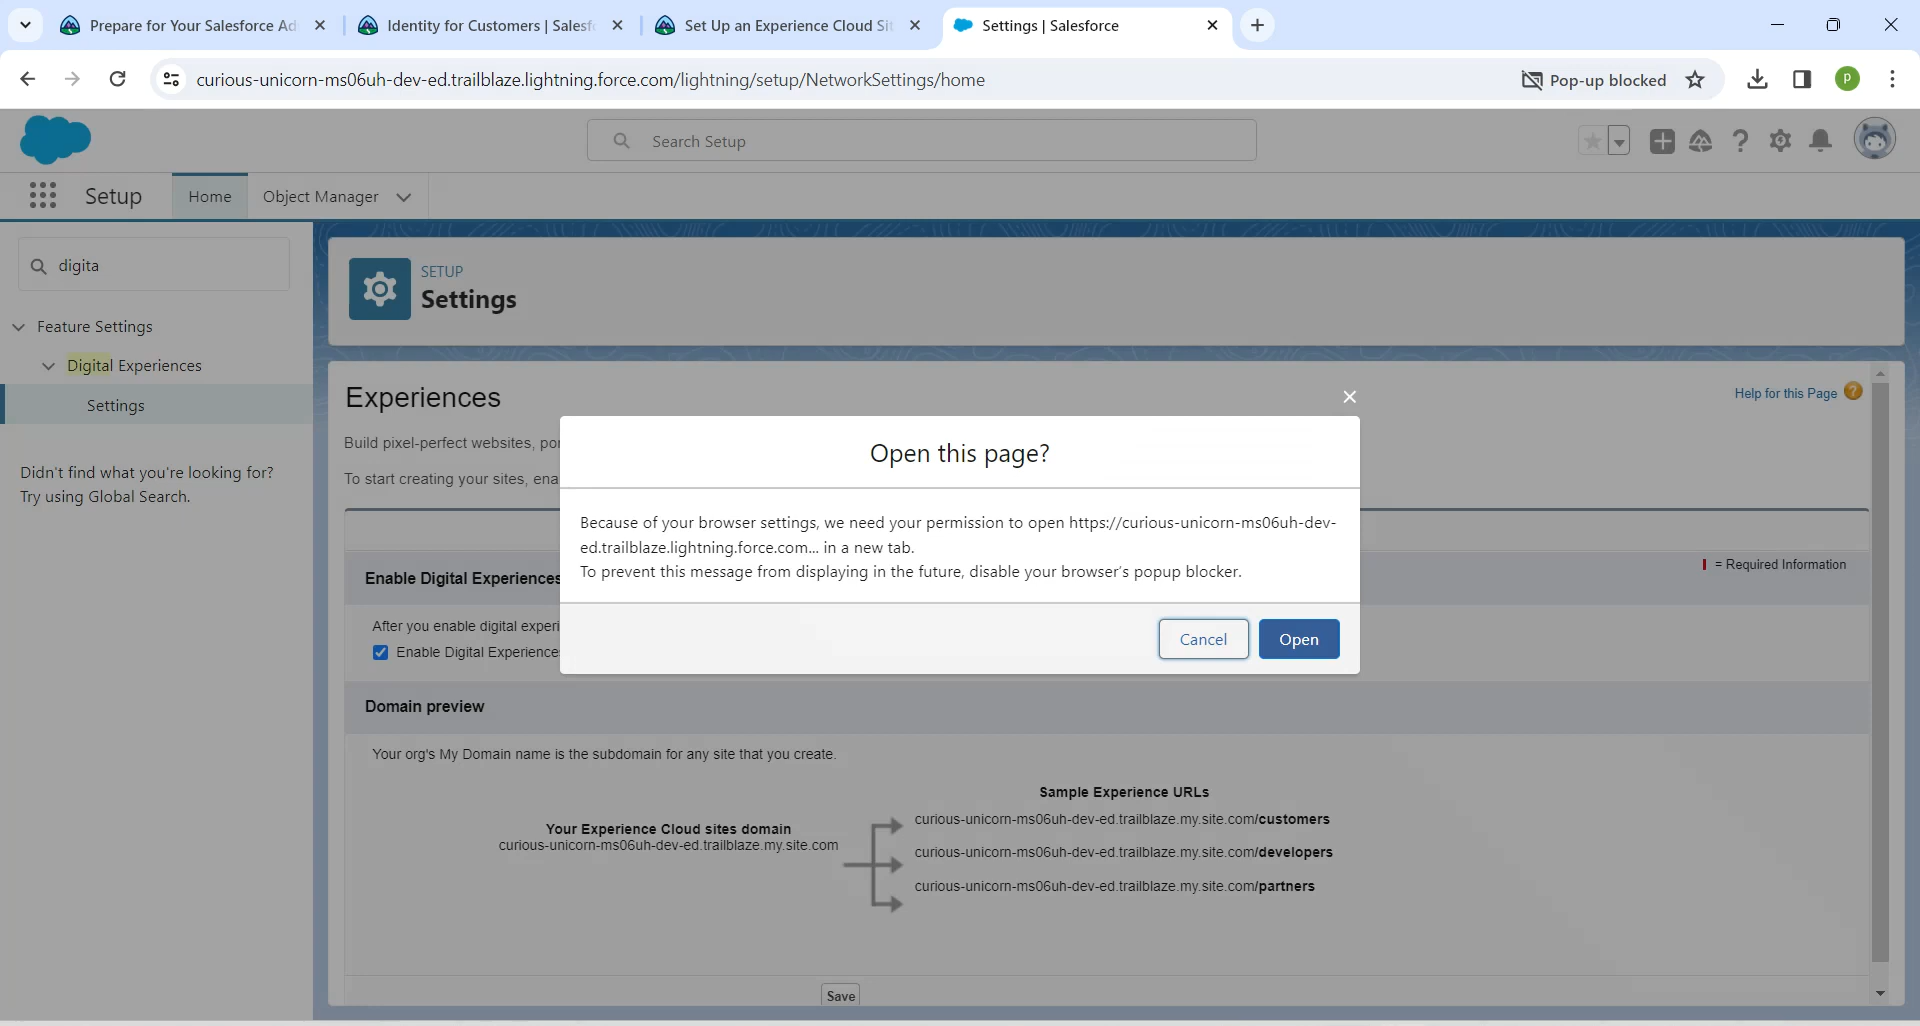 Prepare for Your Salesforce Ad
Identity for Customers | Salesf
Set Up an Experience Cloud Sit
Settings | Salesforce
curious-unicorn-ms06uh-dev-ed.trailblaze.lightning.force.com/lightning/setup/NetworkSettings/home
Pop-up blocked
P
Search Setup
Setup
Home
Object Manager
digita
Feature Settings
Digital Experiences
Settings
Didn't find what you're looking for?
Try using Global Search.
SETUP
Settings
Experiences
Help for this Page
Build pixel-perfect websites, por
To start creating your sites, ena
= Required Information
Enable Digital Experiences
After you enable digital experi
Enable Digital Experiences
Open this page?
Because of your browser settings, we need your permission to open https://curious-unicorn-ms06uh-dev-
ed.trailblaze.lightning.force.com... in a new tab.
To prevent this message from displaying in the future, disable your browser's popup blocker.
Cancel
Open
Domain preview
Your org's My Domain name is the subdomain for any site that you create.
Sample Experience URLs
Your Experience Cloud sites domain
curious-unicorn-ms06uh-dev-ed.trailblaze.my.site.com
curious-unicorn-ms06uh-dev-ed.trailblaze.my.site.com/customers
curious-unicorn-ms06uh-dev-ed.trailblaze.my.site.com/developers
curious-unicorn-ms06uh-dev-ed.trailblaze.my.site.com/partners
Save